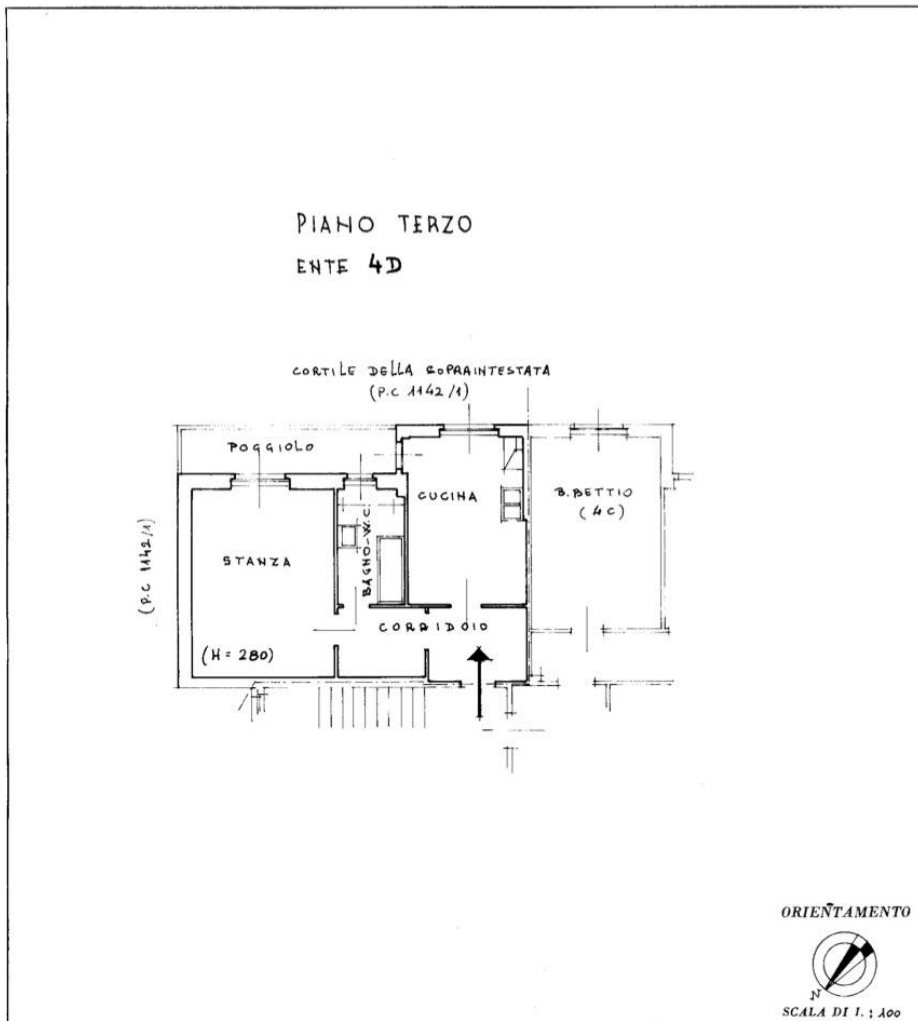 PIANO TERZO
ENTE 4D
CORTILE DELLA SOPRAINTESTATA
(P.C 1142/1)
POGGIOLO
CUCINA
B. BETTIO
(4C)
BAGNO-W.C.
STANZA
(P.C 1142/1)
CORRIDOIO
(H = 280)
ORIENTAMENTO
N
SCALA DI 1. : 100